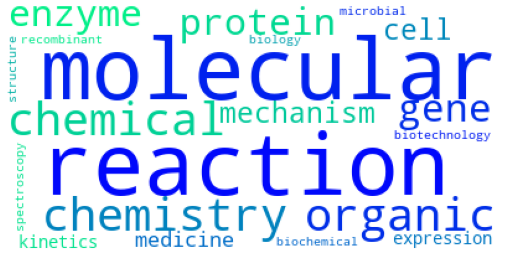 enzyme
protein
microbial
cell
recombinant
biology
structure
molecular
chemical
mechanism
gene
biotechnology
reaction
spectroscopy
chemistry
organic
kinetics
medicine
biochemical
expression